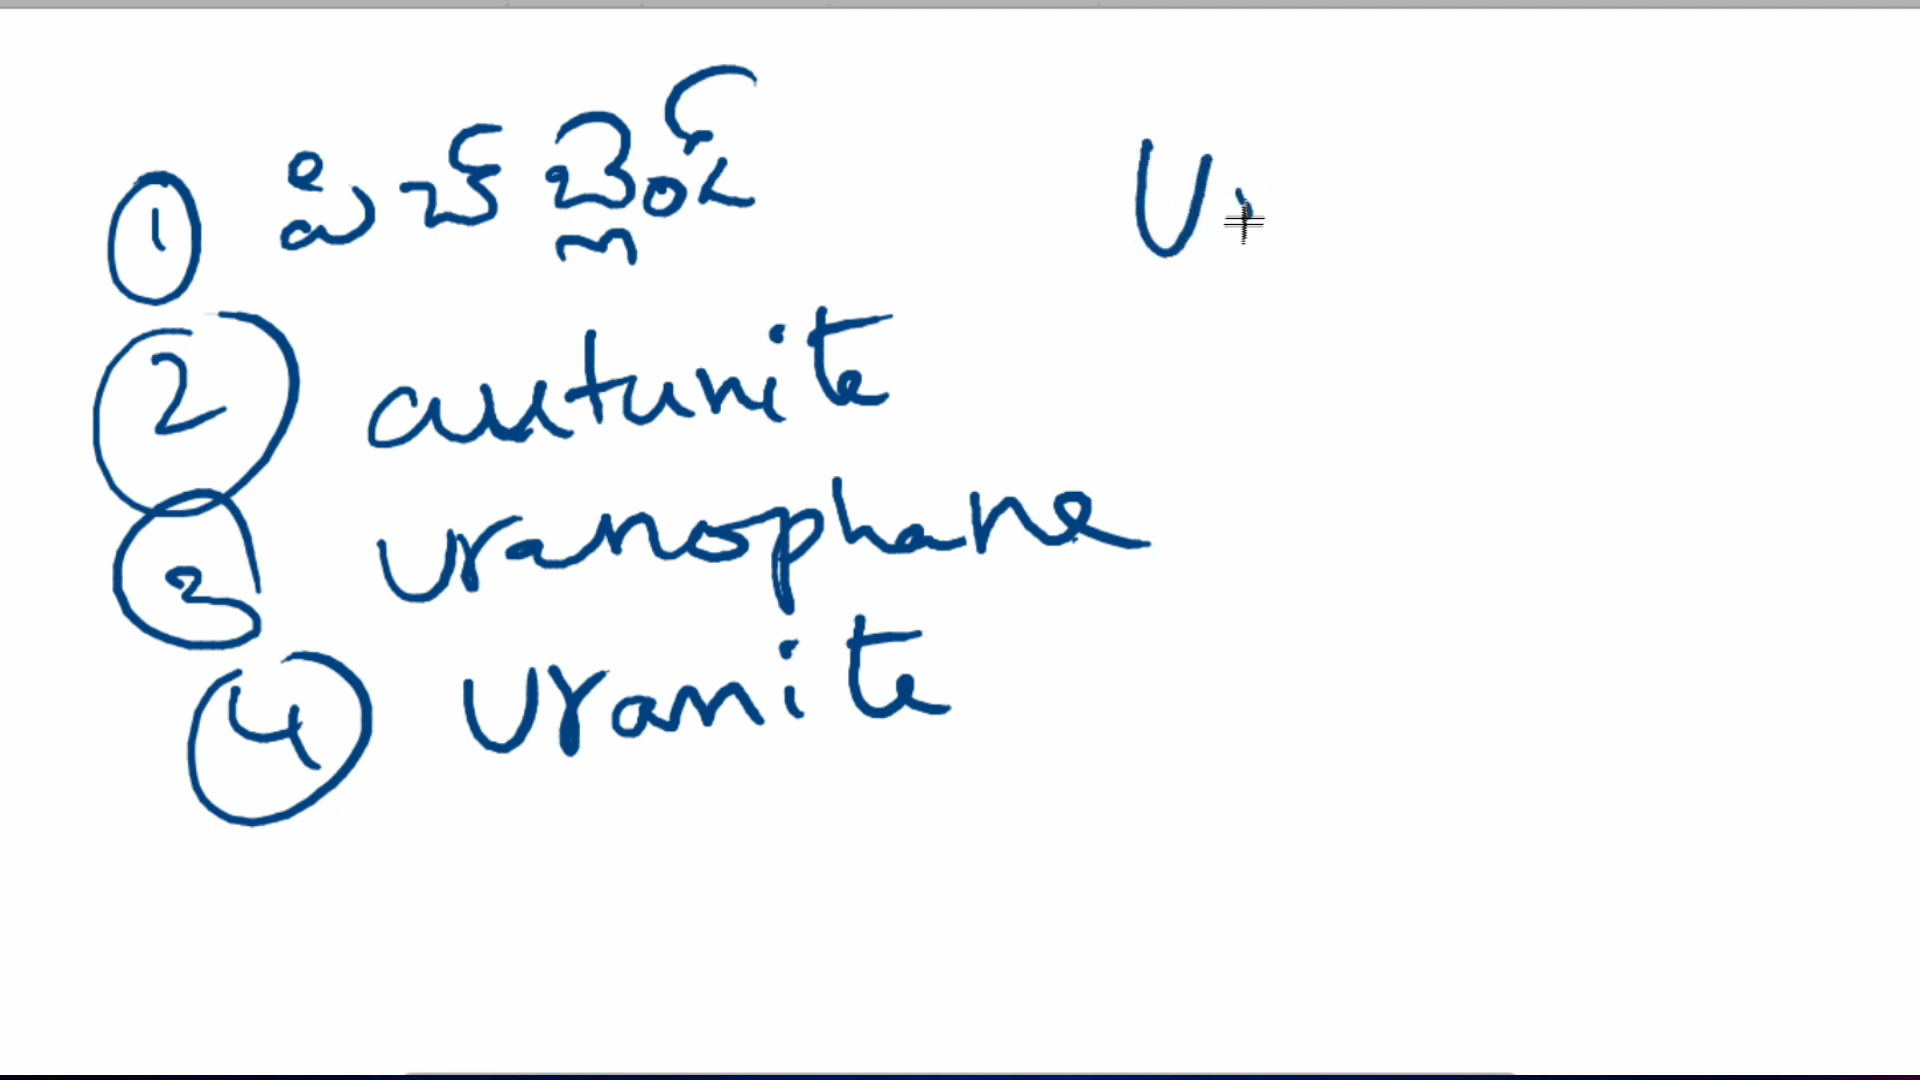 ① ಪಿಚ್ ಬ್ಲೆಂಡ್ U
② autunite
③ uranophane
④ uranite